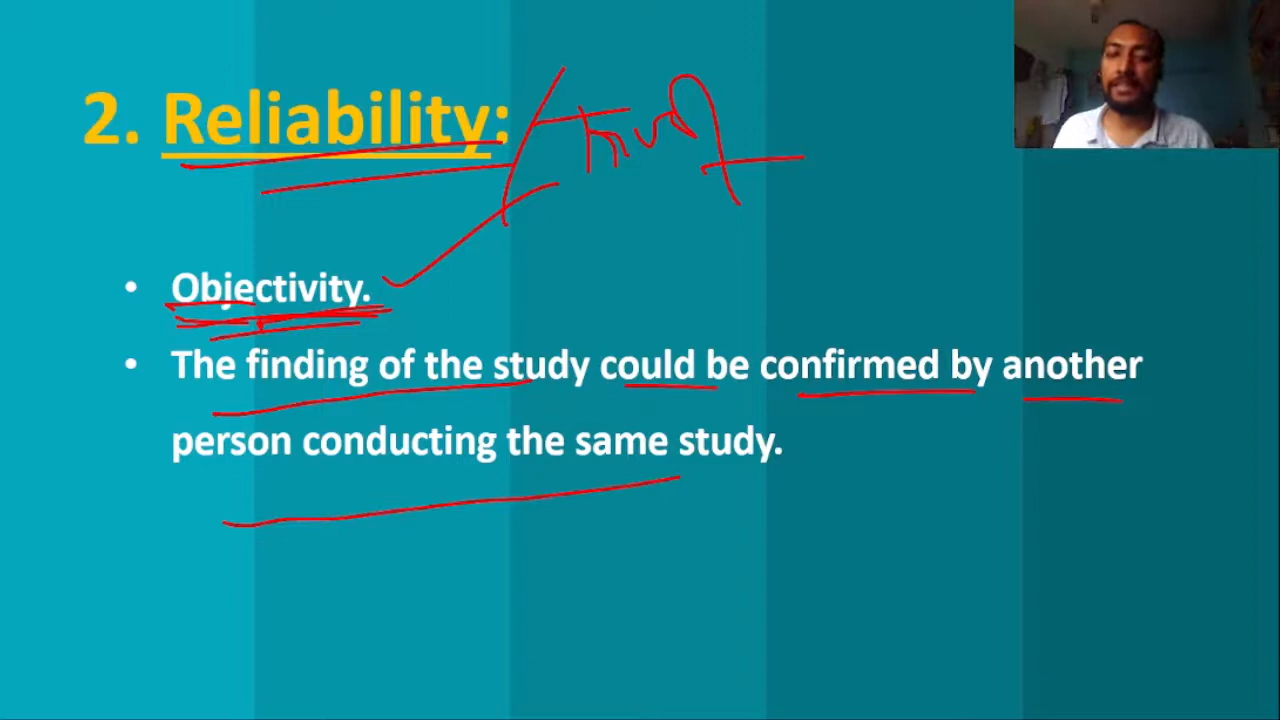 2. Reliability:
• Objectivity.
• The finding of the study could be confirmed by another
person conducting the same study.